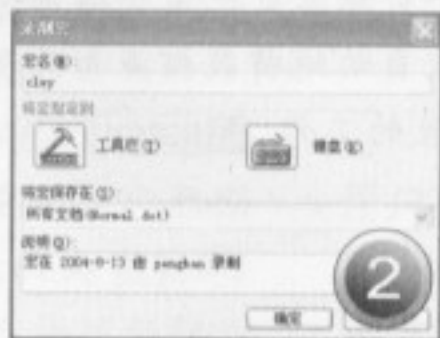 录制宏
宏名(M):
clay
将宏指定到
工具栏(T)
键盘(K)
将宏保存在(S):
所有文档(Normal.dot)
说明(D):
宏在 2004-8-13 由 panghan 录制
2
确定